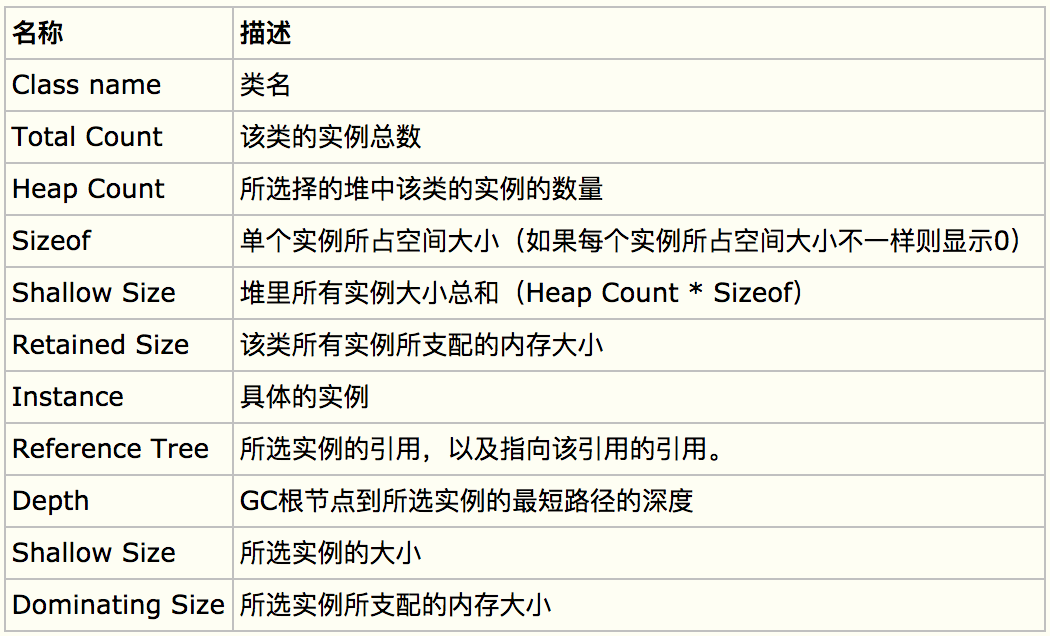 名称 描述
Class name 类名
Total Count 该类的实例总数
Heap Count 所选择的堆中该类的实例的数量
Sizeof 单个实例所占空间大小（如果每个实例所占空间大小不一样则显示0）
Shallow Size 堆里所有实例大小总和（Heap Count * Sizeof）
Retained Size 该类所有实例所支配的内存大小
Instance 具体的实例
Reference Tree 所选实例的引用，以及指向该引用的引用。
Depth GC根节点到所选实例的最短路径的深度
Shallow Size 所选实例的大小
Dominating Size 所选实例所支配的内存大小